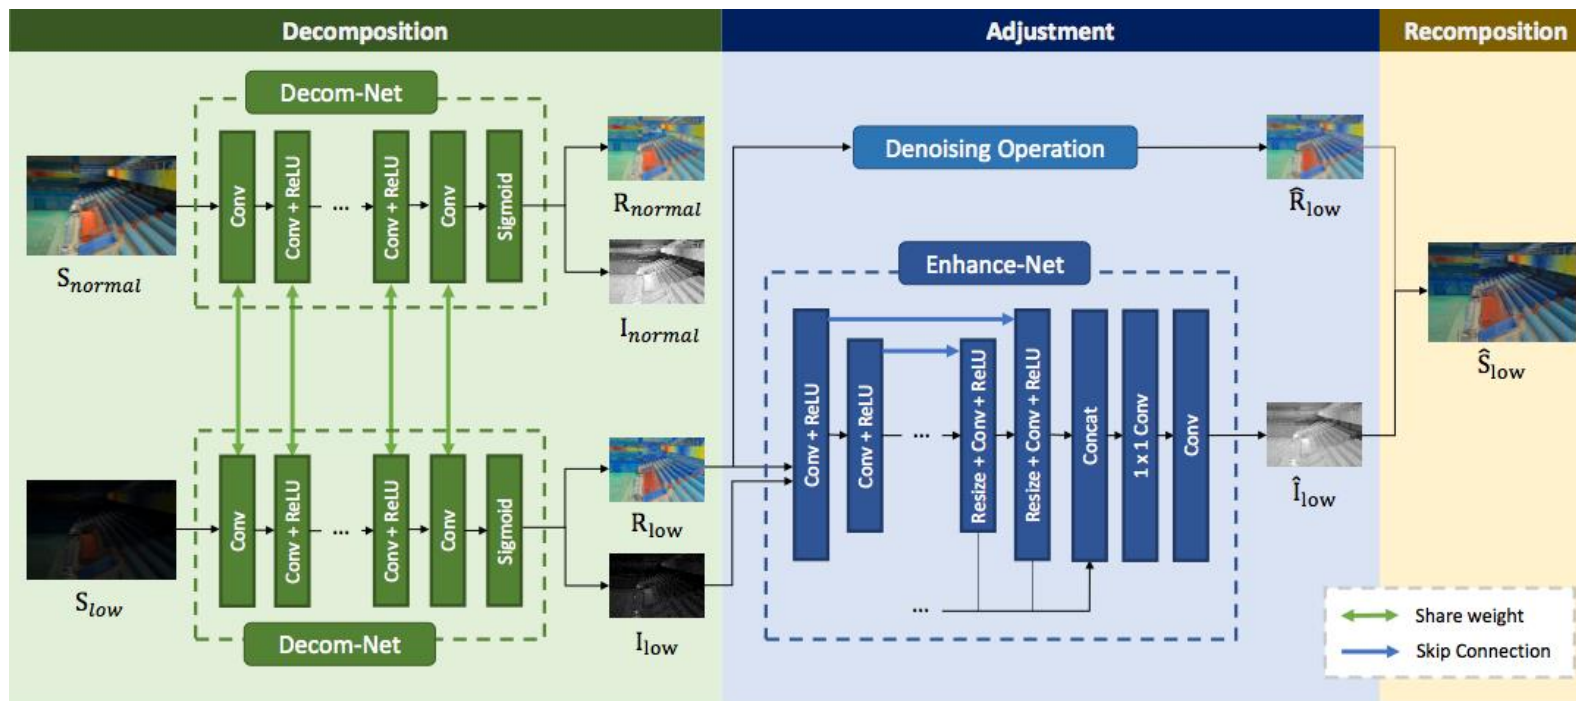 Decomposition
Adjustment
Recomposition
Decom-Net
Conv
Conv + ReLU
...
Conv + ReLU
Conv
Sigmoid
S_normal
R_normal
I_normal
Conv
Conv + ReLU
...
Conv + ReLU
Conv
Sigmoid
Decom-Net
S_low
R_low
I_low
Denoising Operation
R̂_low
Enhance-Net
Conv + ReLU
Conv + ReLU
...
Resize + Conv + ReLU
Resize + Conv + ReLU
Concat
1 x 1 Conv
Conv
...
Î_low
Ŝ_low
Share weight
Skip Connection